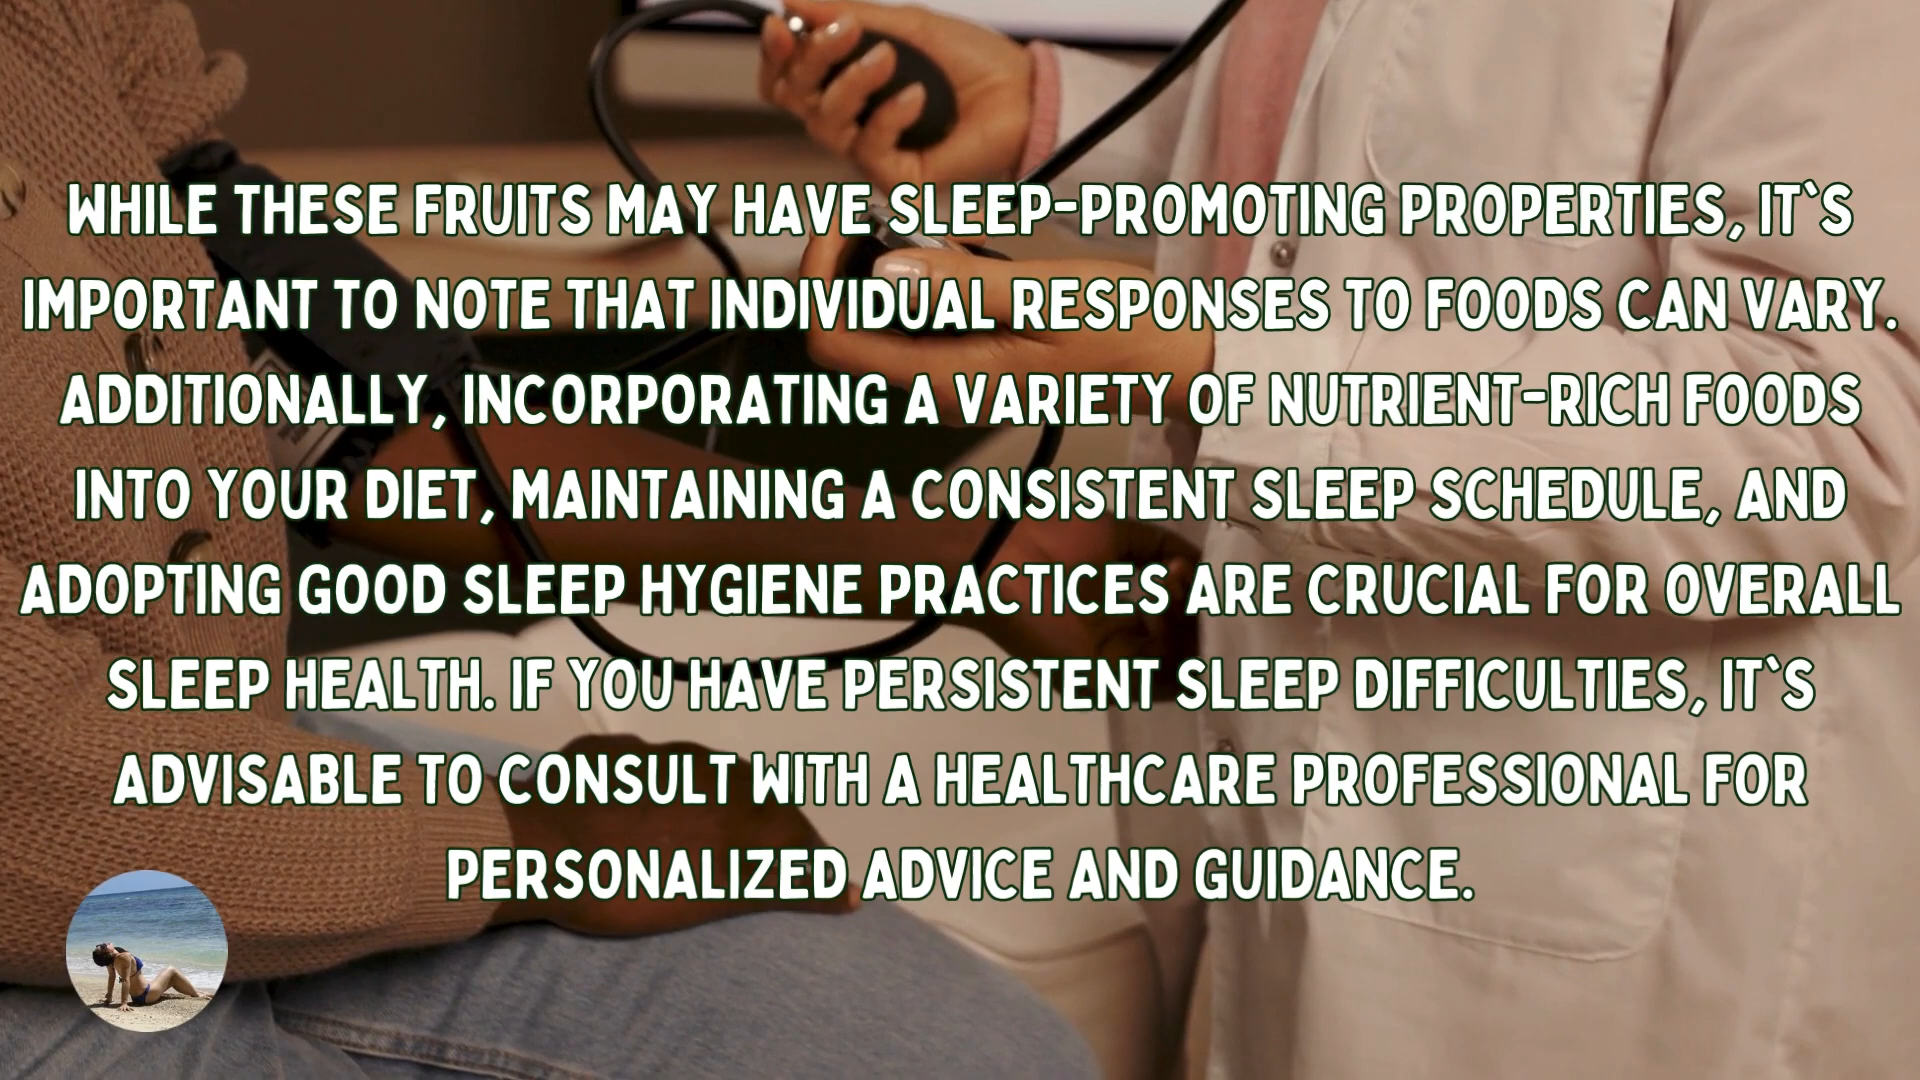 WHILE THESE FRUITS MAY HAVE SLEEP-PROMOTING PROPERTIES, IT`S
IMPORTANT TO NOTE THAT INDIVIDUAL RESPONSES TO FOODS CAN VARY.
ADDITIONALLY, INCORPORATING A VARIETY OF NUTRIENT-RICH FOODS
INTO YOUR DIET, MAINTAINING A CONSISTENT SLEEP SCHEDULE, AND
ADOPTING GOOD SLEEP HYGIENE PRACTICES ARE CRUCIAL FOR OVERALL
SLEEP HEALTH. IF YOU HAVE PERSISTENT SLEEP DIFFICULTIES, IT`S
ADVISABLE TO CONSULT WITH A HEALTHCARE PROFESSIONAL FOR
PERSONALIZED ADVICE AND GUIDANCE.